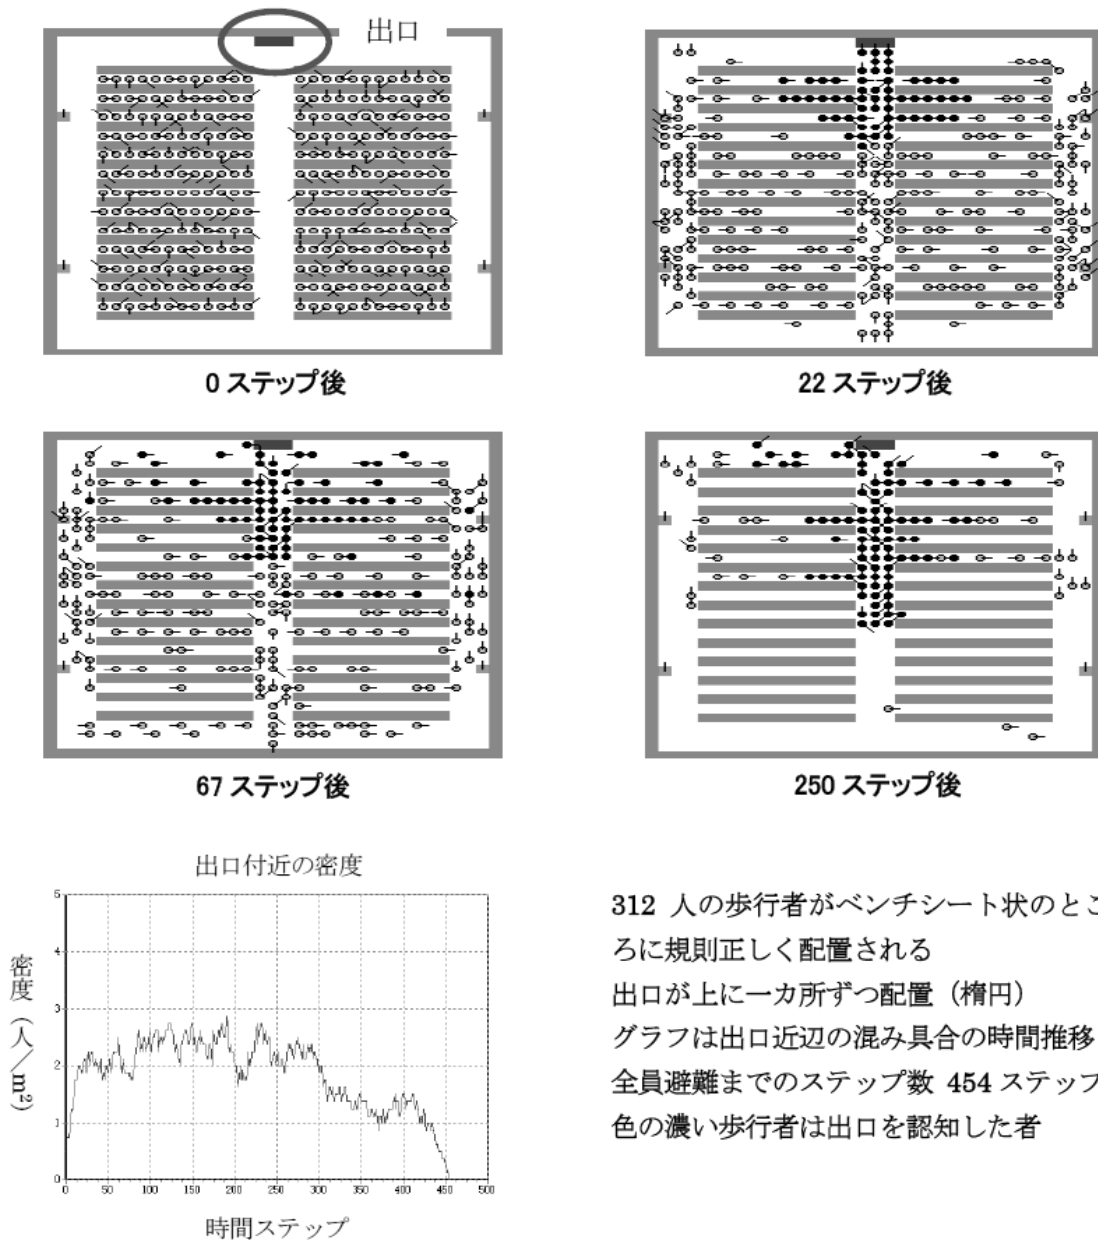 出口
0 ステップ後
22 ステップ後
67 ステップ後
250 ステップ後
出口付近の密度
密度（人／m²）
5
4
3
2
1
0
0 50 100 150 200 250 300 350 400 450 500
時間ステップ
312 人の歩行者がベンチシート状のとこ
ろに規則正しく配置される
出口が上に一カ所ずつ配置（楕円）
グラフは出口近辺の混み具合の時間推移
全員避難までのステップ数 454 ステップ
色の濃い歩行者は出口を認知した者